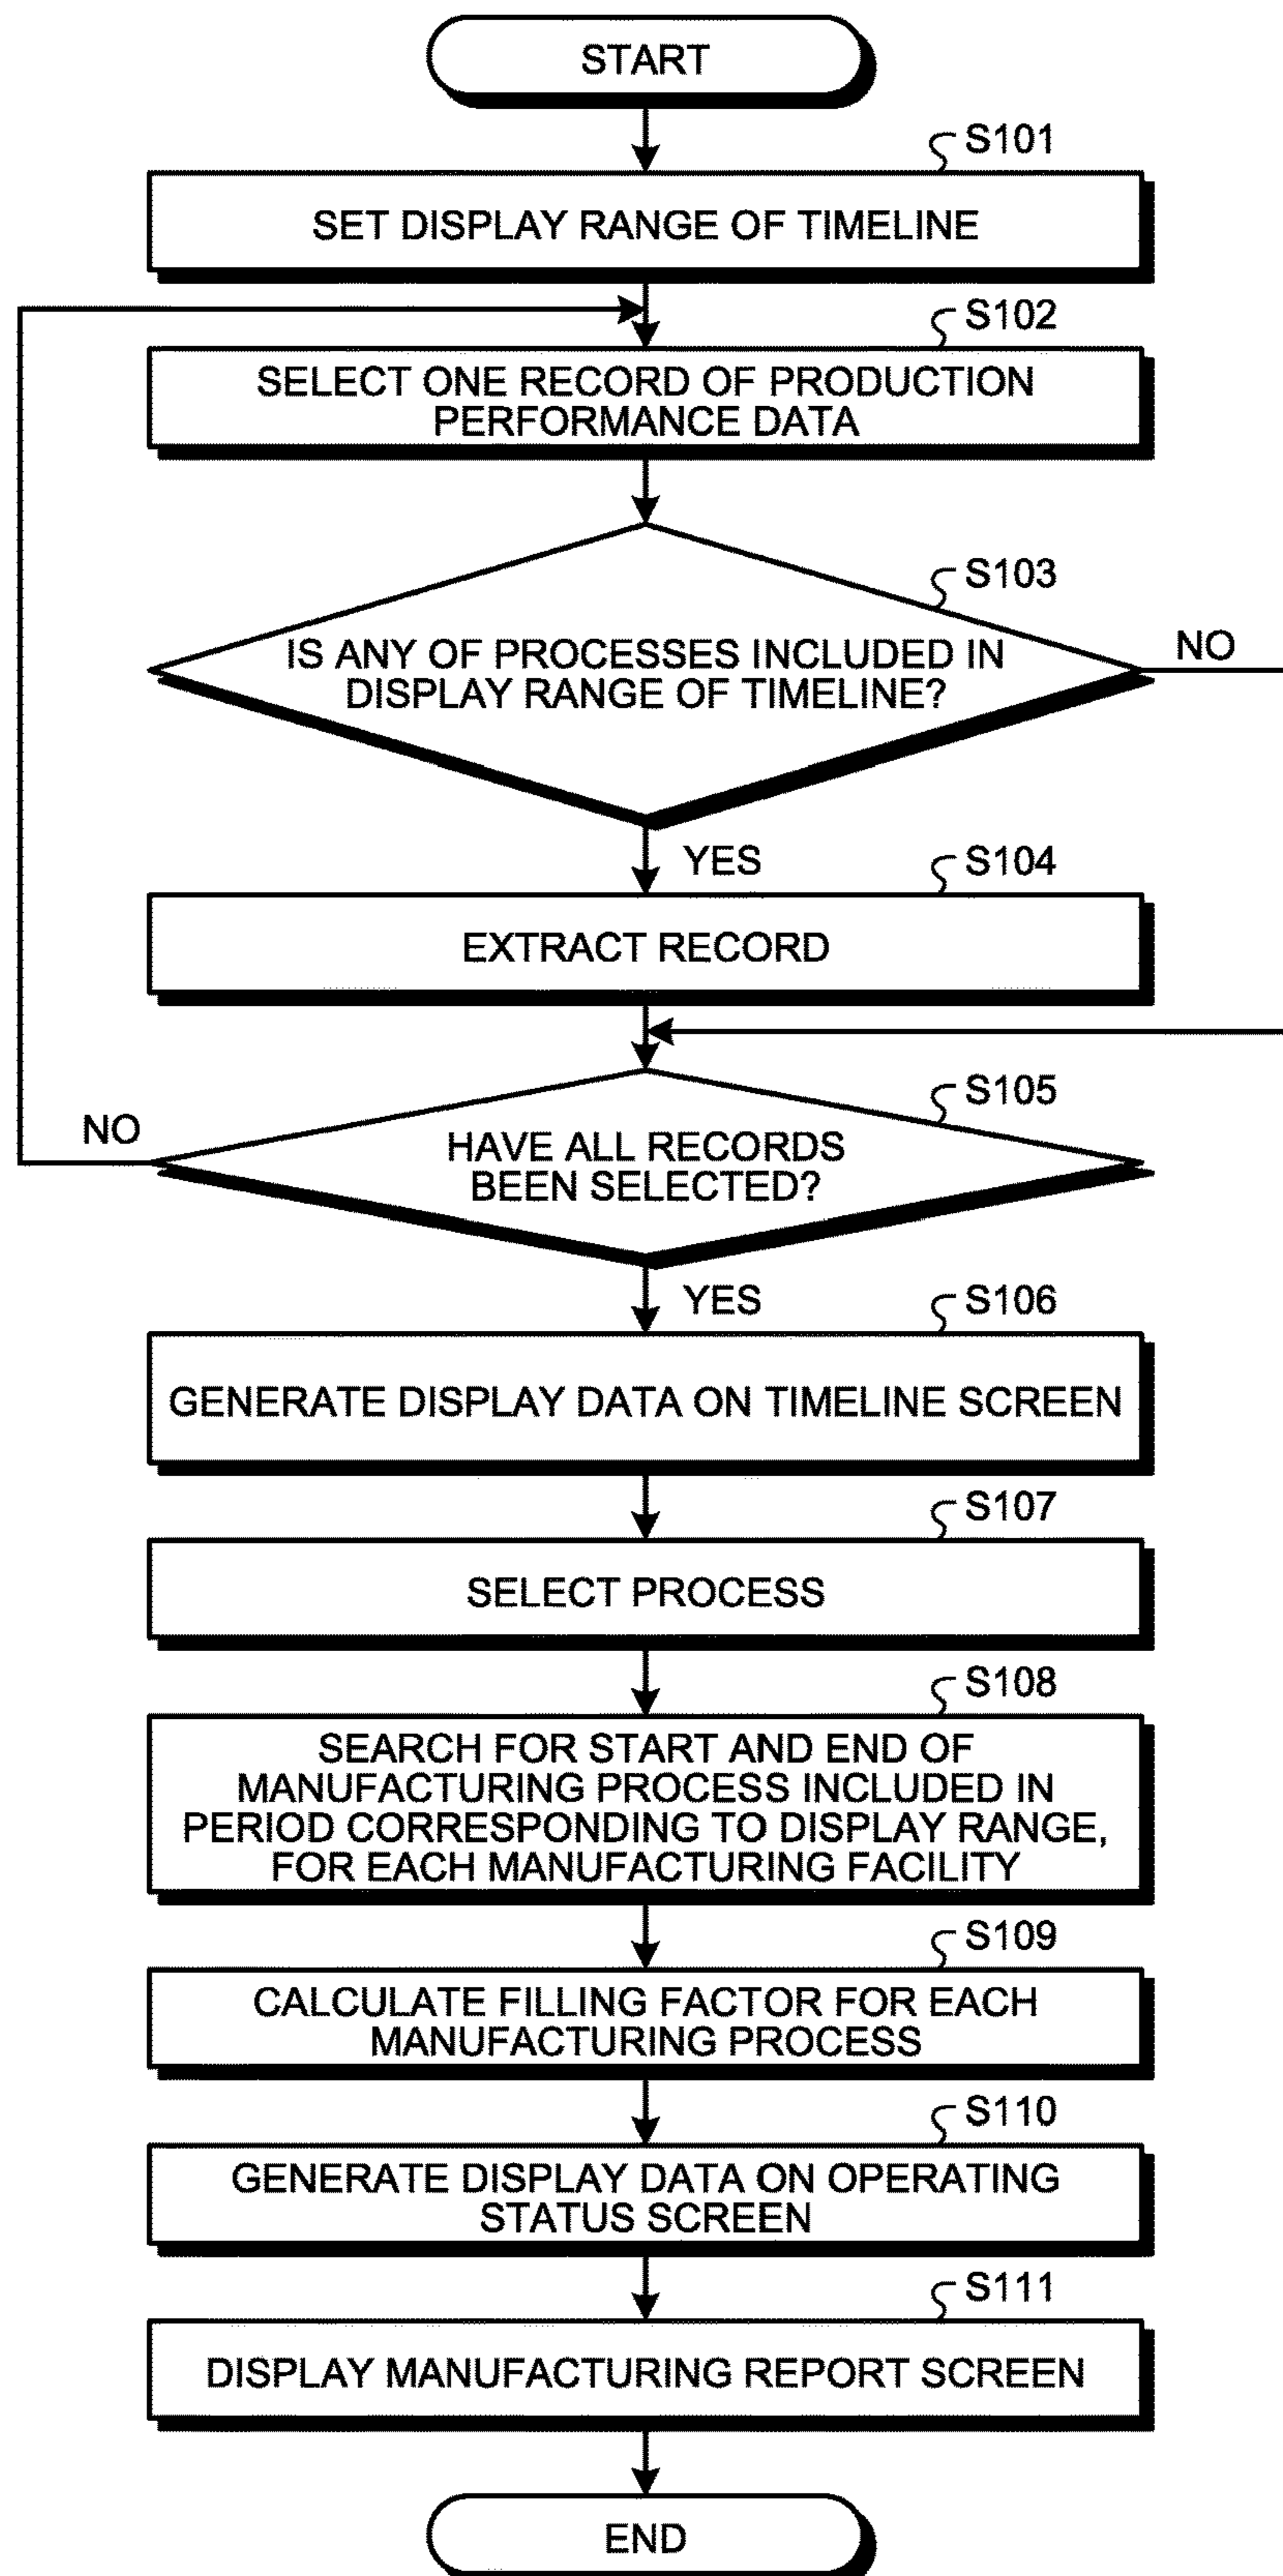 START
S101
SET DISPLAY RANGE OF TIMELINE
S102
SELECT ONE RECORD OF PRODUCTION
PERFORMANCE DATA
S103
IS ANY OF PROCESSES INCLUDED IN
DISPLAY RANGE OF TIMELINE?
NO
YES
S104
EXTRACT RECORD
S105
NO
HAVE ALL RECORDS
BEEN SELECTED?
YES
S106
GENERATE DISPLAY DATA ON TIMELINE SCREEN
S107
SELECT PROCESS
S108
SEARCH FOR START AND END OF
MANUFACTURING PROCESS INCLUDED IN
PERIOD CORRESPONDING TO DISPLAY RANGE,
FOR EACH MANUFACTURING FACILITY
S109
CALCULATE FILLING FACTOR FOR EACH
MANUFACTURING PROCESS
S110
GENERATE DISPLAY DATA ON OPERATING
STATUS SCREEN
S111
DISPLAY MANUFACTURING REPORT SCREEN
END